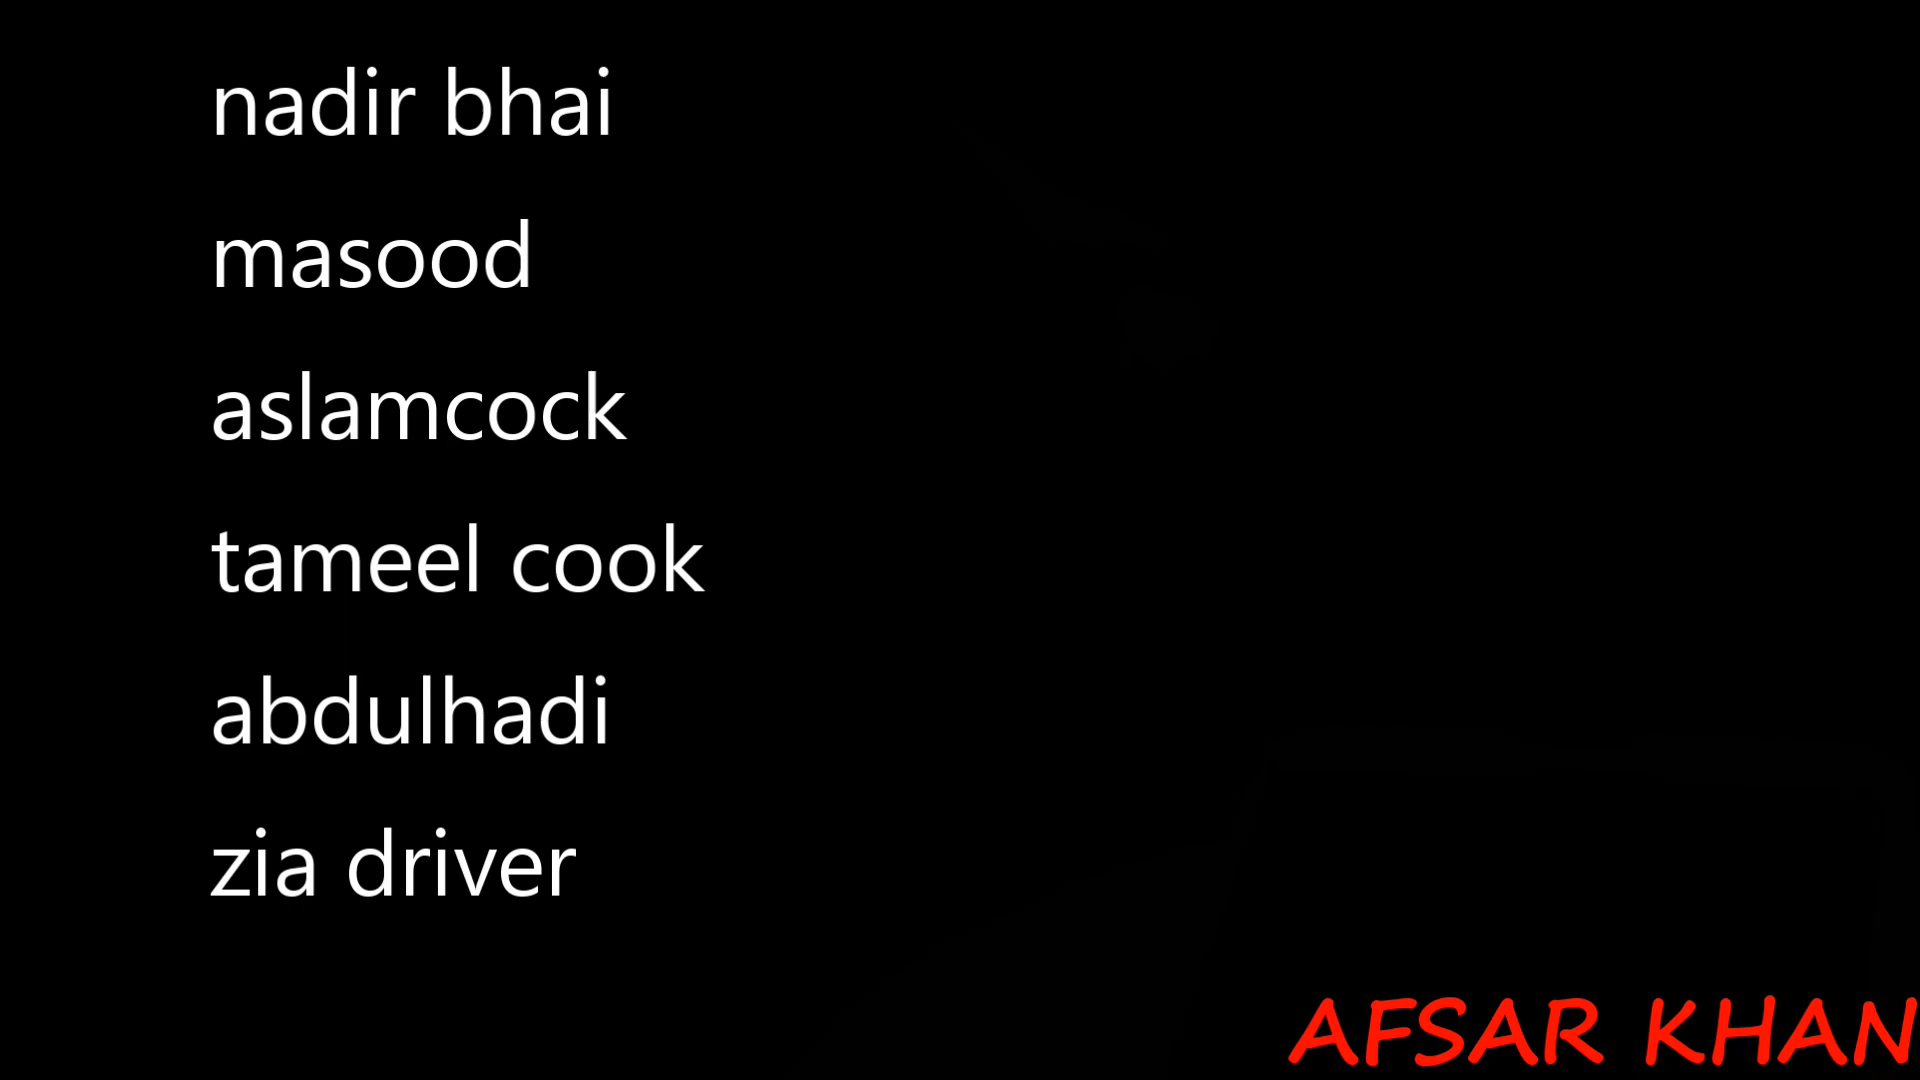 nadir bhai
masood
aslamcock
tameel cook
abdulhadi
zia driver
AFSAR KHAN